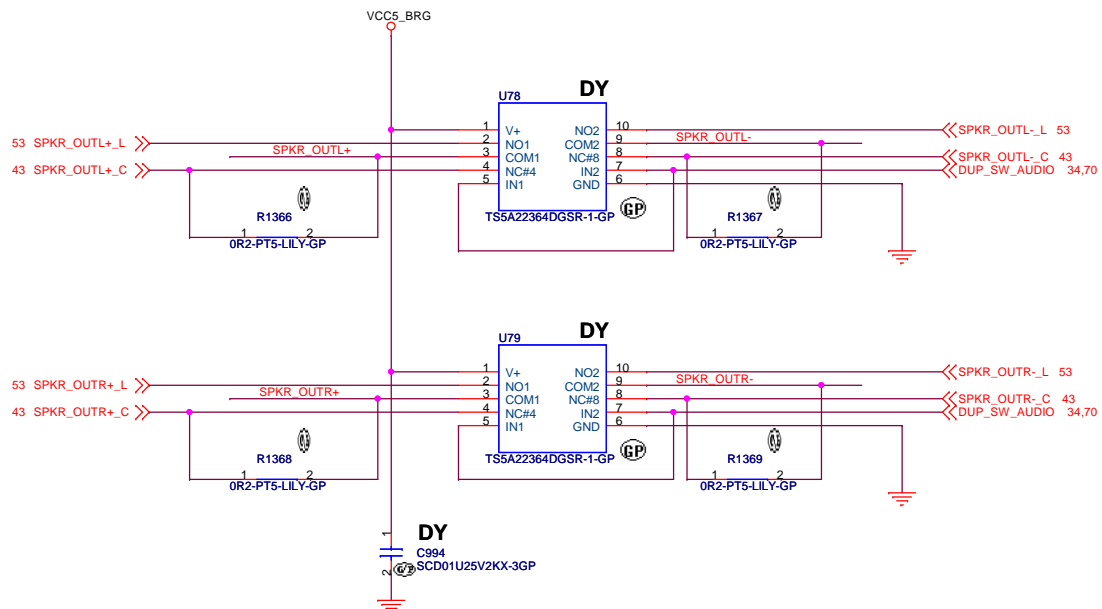 VCC5_BRG
DY
U78
53 SPKR_OUTL+_L
1 V+ NO2 10
SPKR_OUTL-_L 53
2 NO1 COM2 9
SPKR_OUTL-
SPKR_OUTL+
3 COM1 NC#8 8
SPKR_OUTL-_C 43
43 SPKR_OUTL+_C
4 NC#4 IN2 7
DUP_SW_AUDIO 34,70
5 IN1 GND 6
TS5A22364DGSR-1-GP
GP
R1366
1 2
0R2-PT5-LILY-GP
R1367
1 2
0R2-PT5-LILY-GP
DY
U79
53 SPKR_OUTR+_L
1 V+ NO2 10
SPKR_OUTR-_L 53
2 NO1 COM2 9
SPKR_OUTR-
SPKR_OUTR+
3 COM1 NC#8 8
SPKR_OUTR-_C 43
43 SPKR_OUTR+_C
4 NC#4 IN2 7
DUP_SW_AUDIO 34,70
5 IN1 GND 6
TS5A22364DGSR-1-GP
GP
R1368
1 2
0R2-PT5-LILY-GP
R1369
1 2
0R2-PT5-LILY-GP
DY
1
C994
SCD01U25V2KX-3GP
2